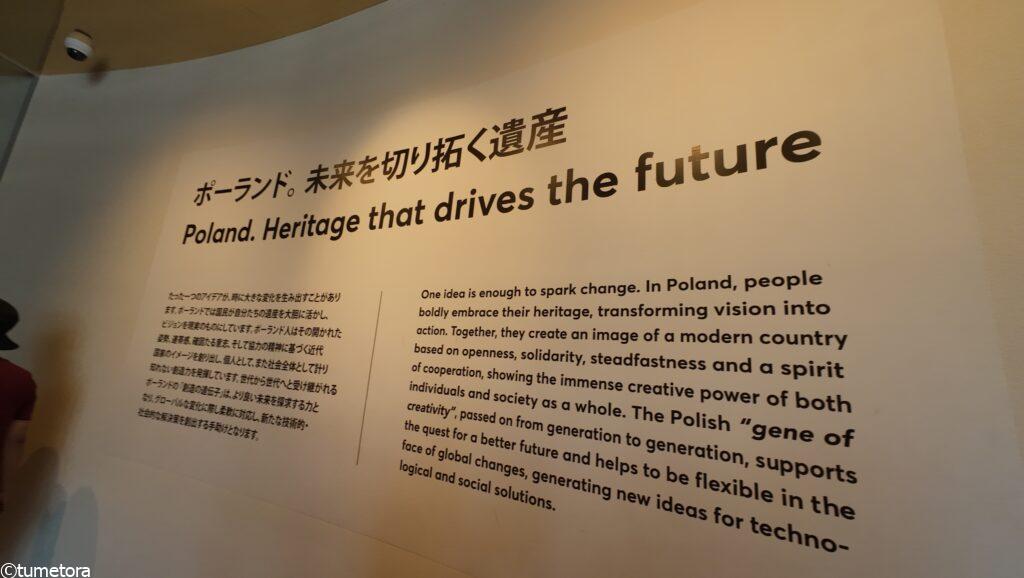 ポーランド。未来を切り拓く遺産
Poland. Heritage that drives the future
たった一つのアイデアが、時に大きな変化を生み出すことがあり
ます。ポーランドでは国民が自分たちの遺産を大胆に活かし、
ビジョンを現実のものにしています。ポーランド人はその開かれた
姿勢、連帯感、確固たる意志、そして協力の精神に基づく近代
国家のイメージを創り出し、個人として、また社会全体として計り
知れない創造力を発揮しています。世代から世代へと受け継がれる
ポーランドの「創造の遺伝子」は、より良い未来を探求する力と
なり、グローバルな変化に際し柔軟に対応し、新たな技術的・
社会的な解決策を創出する手助けとなります。
One idea is enough to spark change. In Poland, people
boldly embrace their heritage, transforming vision into
action. Together, they create an image of a modern country
based on openness, solidarity, steadfastness and a spirit
of cooperation, showing the immense creative power of both
individuals and society as a whole. The Polish "gene of
creativity", passed on from generation to generation, supports
the quest for a better future and helps to be flexible in the
face of global changes, generating new ideas for techno-
logical and social solutions.
©tumetora